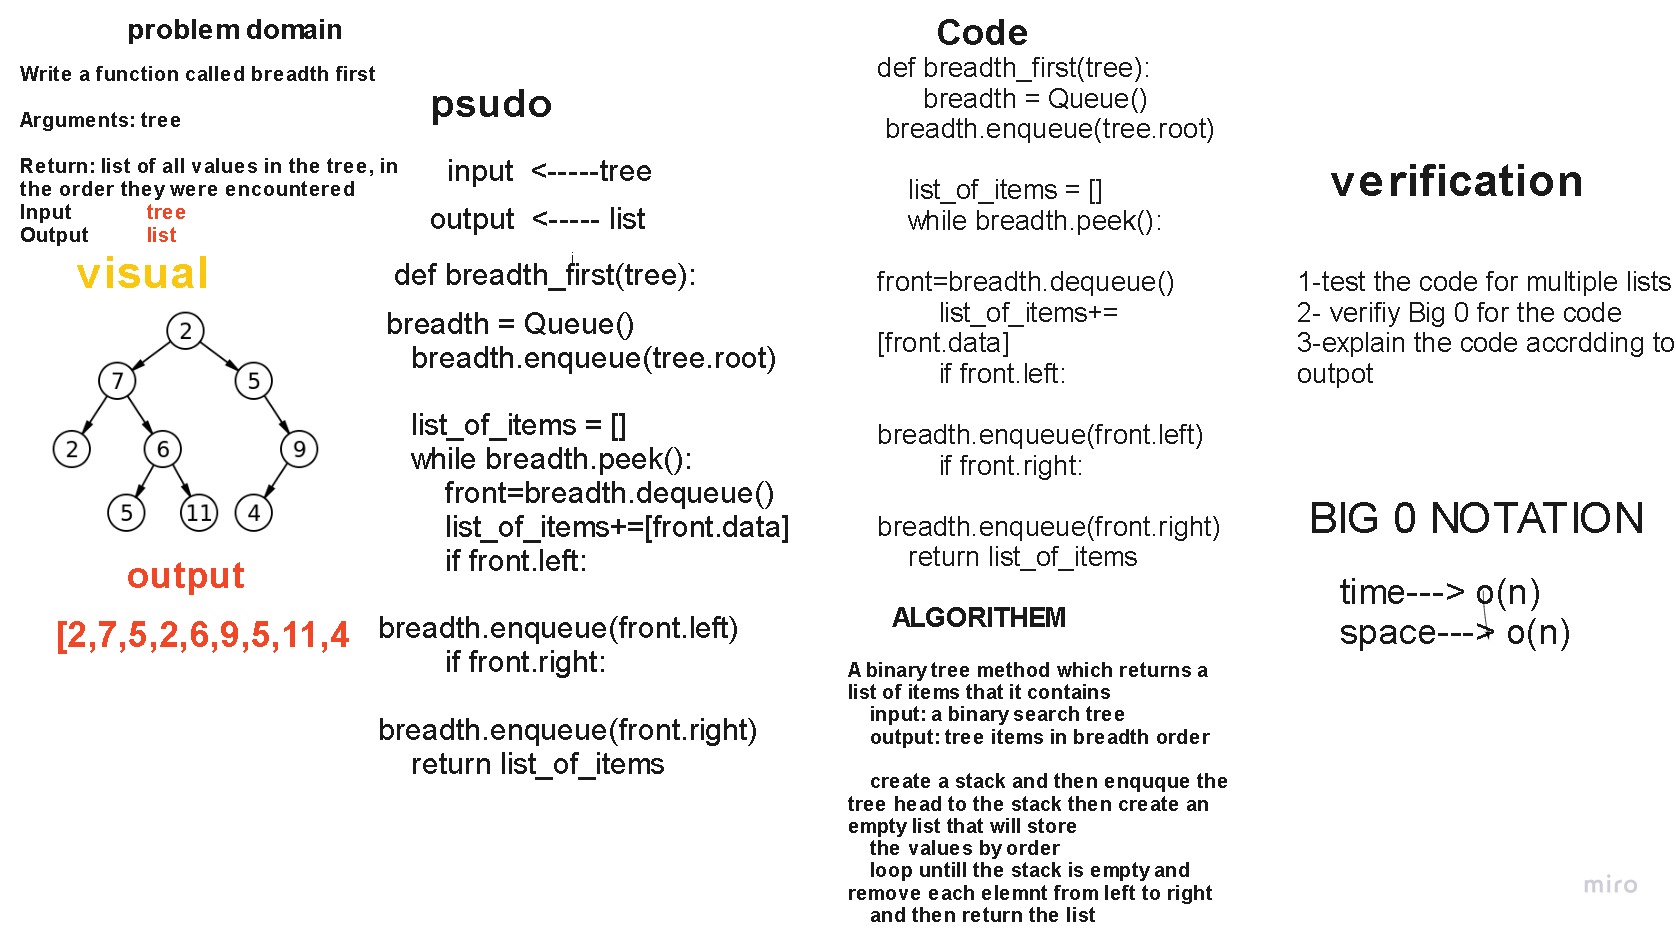 problem domain
Write a function called breadth first
Arguments: tree
Return: list of all values in the tree, in
the order they were encountered
Input tree
Output list
visual
2
7 5
2 6 9
5 11 4
output
[2,7,5,2,6,9,5,11,4
psudo
input <-----tree
output <----- list
def breadth_first(tree):
breadth = Queue()
breadth.enqueue(tree.root)
list_of_items = []
while breadth.peek():
front=breadth.dequeue()
list_of_items+=[front.data]
if front.left:
breadth.enqueue(front.left)
if front.right:
breadth.enqueue(front.right)
return list_of_items
Code
def breadth_first(tree):
breadth = Queue()
breadth.enqueue(tree.root)
list_of_items = []
while breadth.peek():
front=breadth.dequeue()
list_of_items+=
[front.data]
if front.left:
breadth.enqueue(front.left)
if front.right:
breadth.enqueue(front.right)
return list_of_items
ALGORITHEM
A binary tree method which returns a
list of items that it contains
input: a binary search tree
output: tree items in breadth order
create a stack and then enquque the
tree head to the stack then create an
empty list that will store
the values by order
loop untill the stack is empty and
remove each elemnt from left to right
and then return the list
verification
1-test the code for multiple lists
2- verifiy Big 0 for the code
3-explain the code accrdding to
outpot
BIG 0 NOTATION
time---> o(n)
space---> o(n)
miro